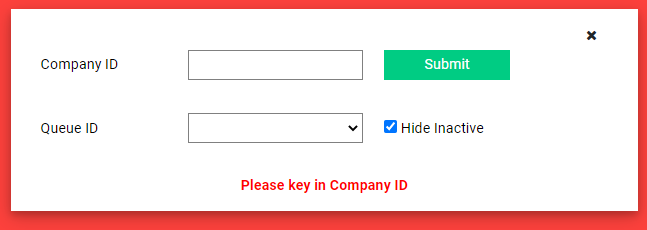 Company ID Submit
Queue ID Hide Inactive
Please key in Company ID